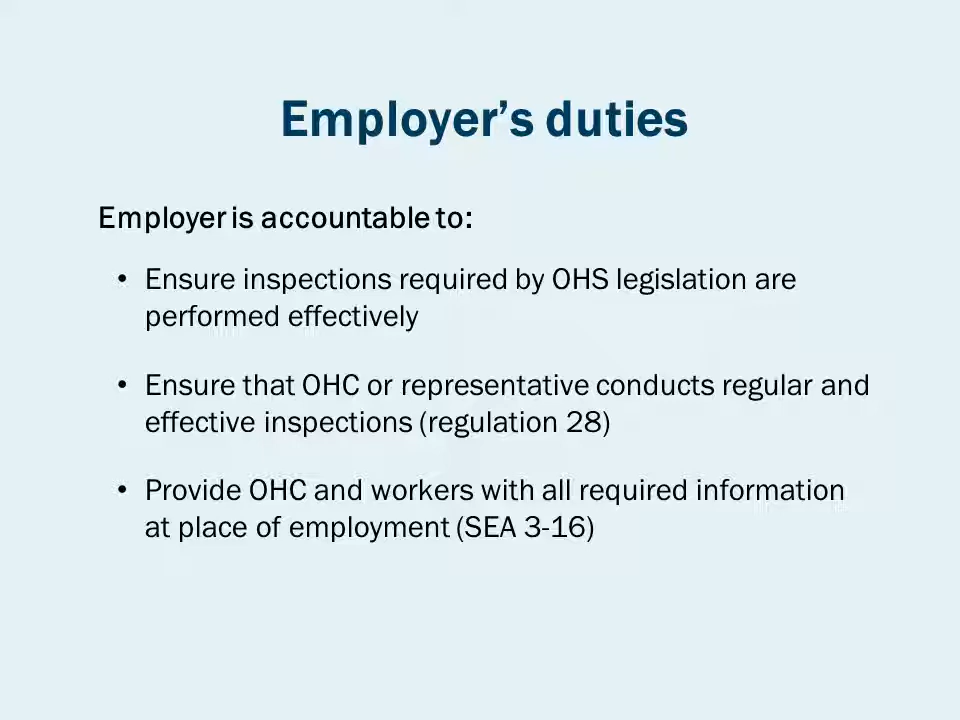 Employer’s duties
Employer is accountable to:
• Ensure inspections required by OHS legislation are
performed effectively
• Ensure that OHC or representative conducts regular and
effective inspections (regulation 28)
• Provide OHC and workers with all required information
at place of employment (SEA 3-16)